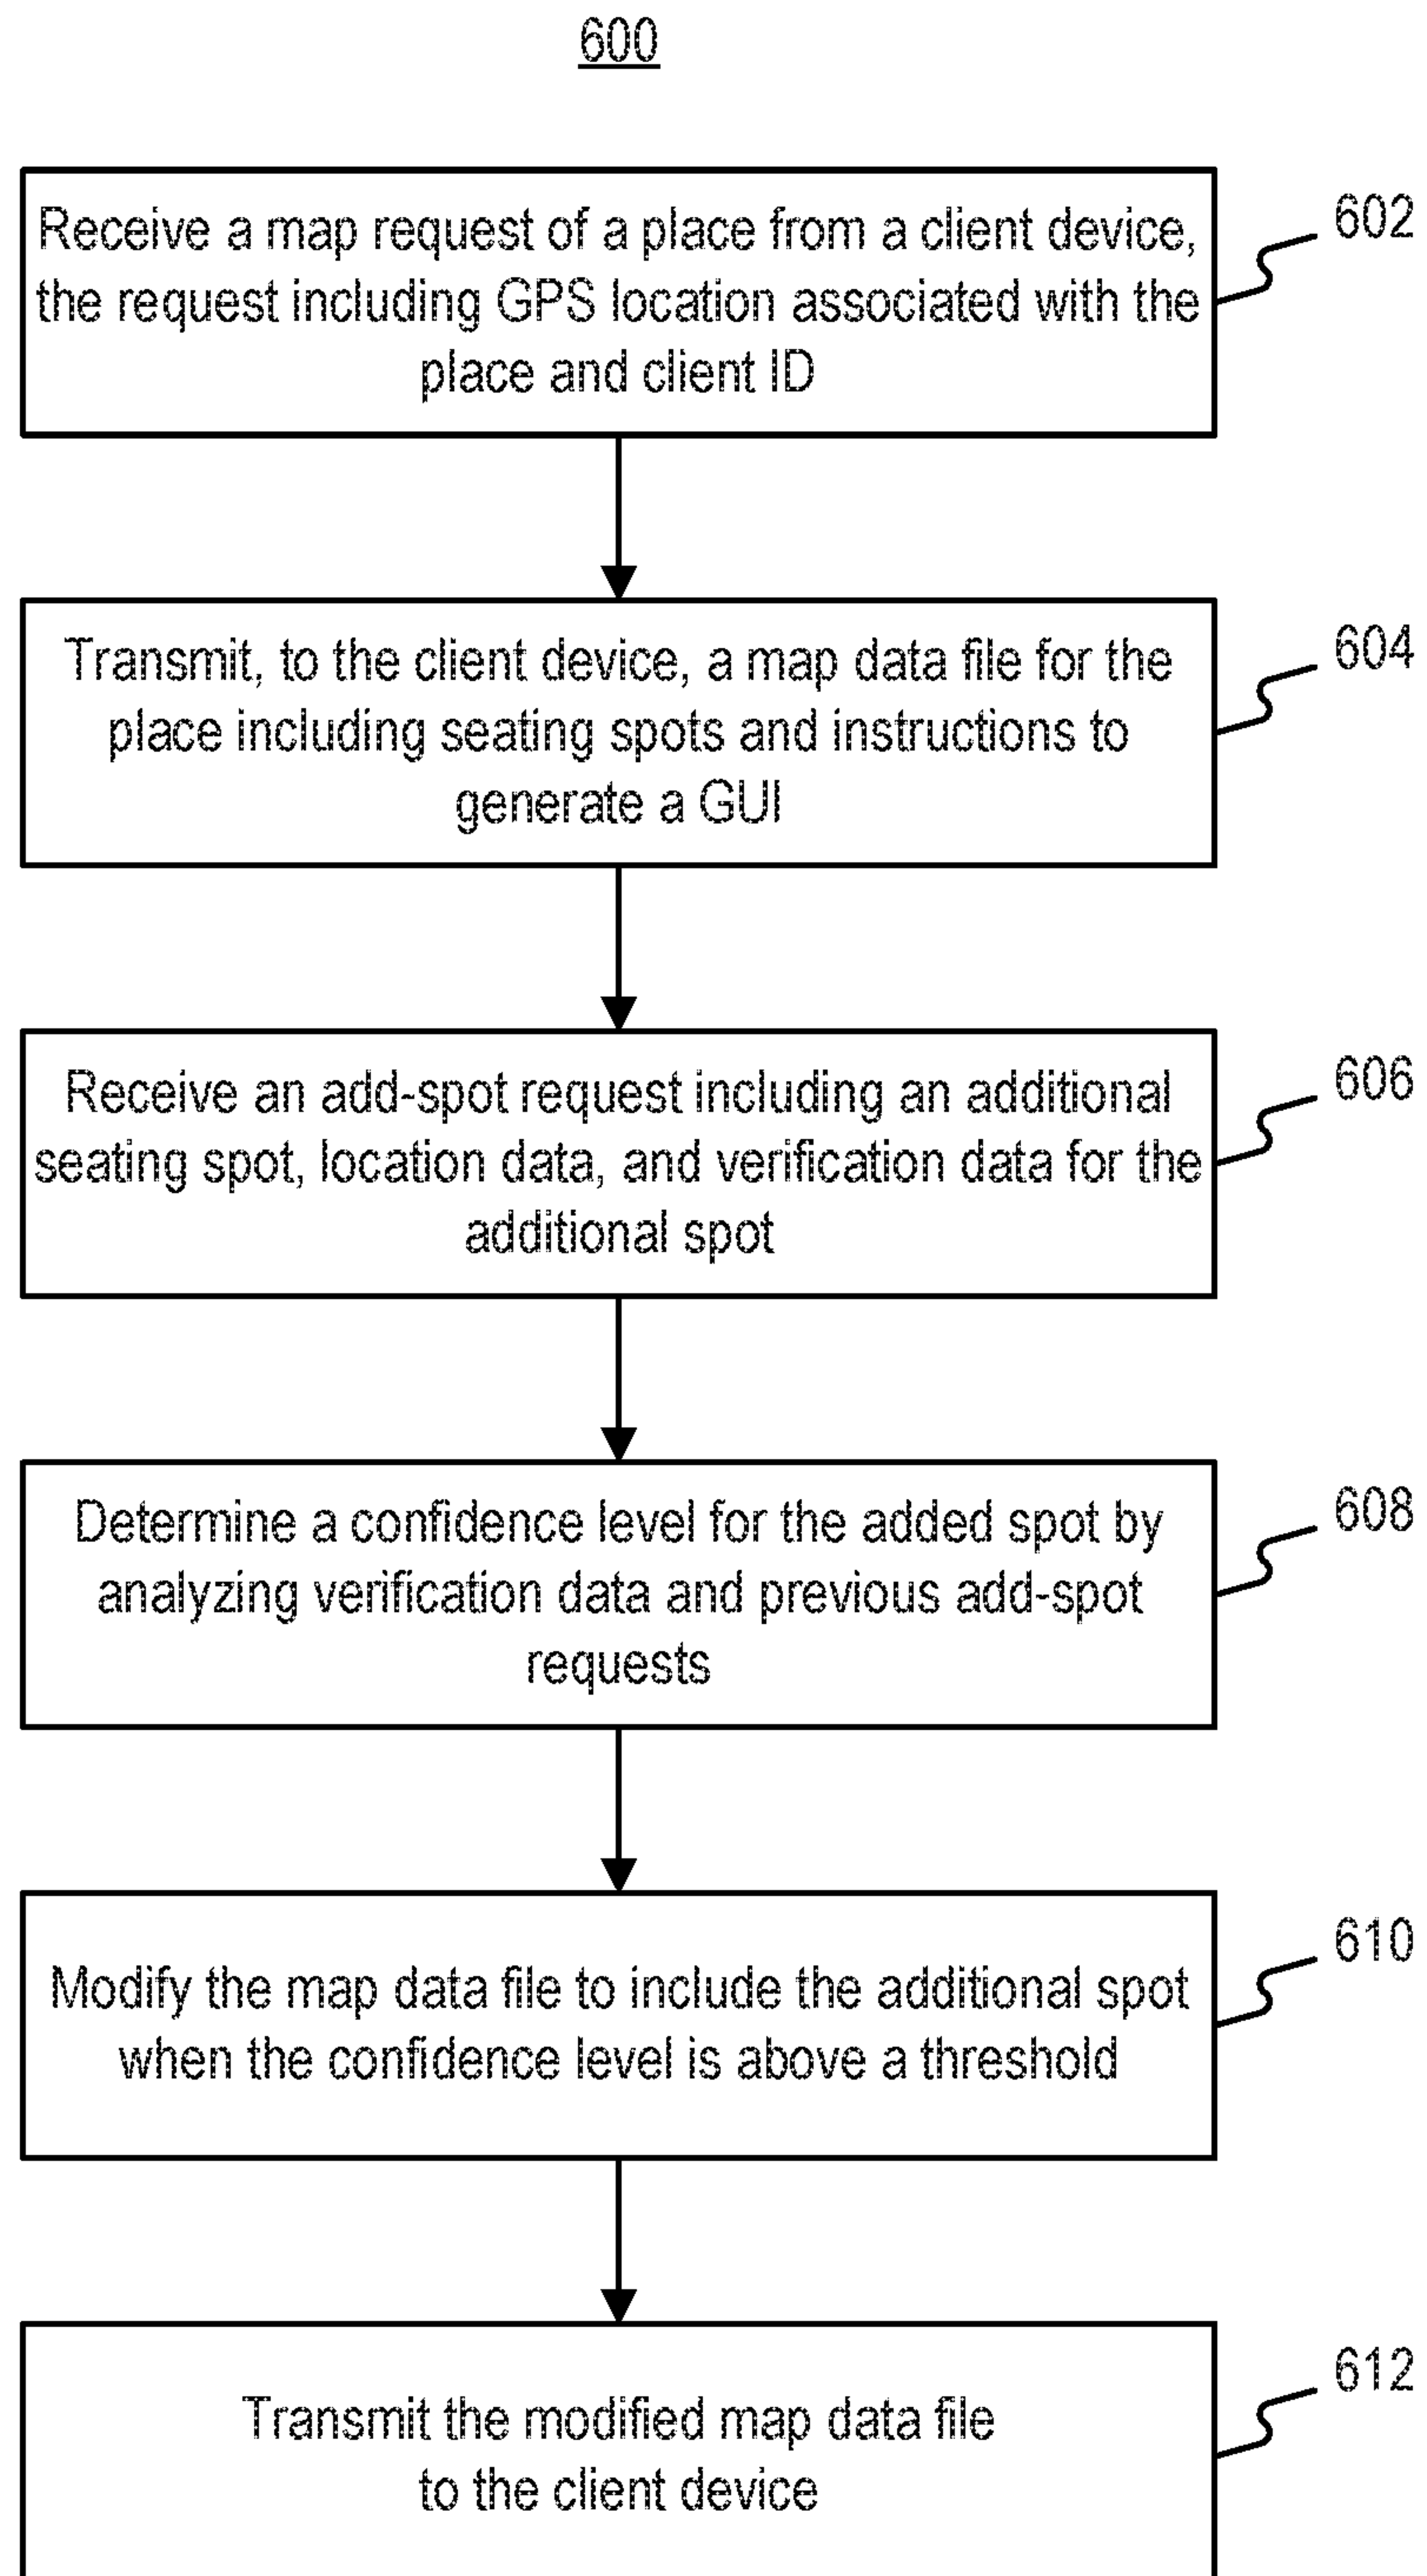 600
Receive a map request of a place from a client device,
the request including GPS location associated with the
place and client ID
602
Transmit, to the client device, a map data file for the
place including seating spots and instructions to
generate a GUI
604
Receive an add-spot request including an additional
seating spot, location data, and verification data for the
additional spot
606
Determine a confidence level for the added spot by
analyzing verification data and previous add-spot
requests
608
Modify the map data file to include the additional spot
when the confidence level is above a threshold
610
Transmit the modified map data file
to the client device
612